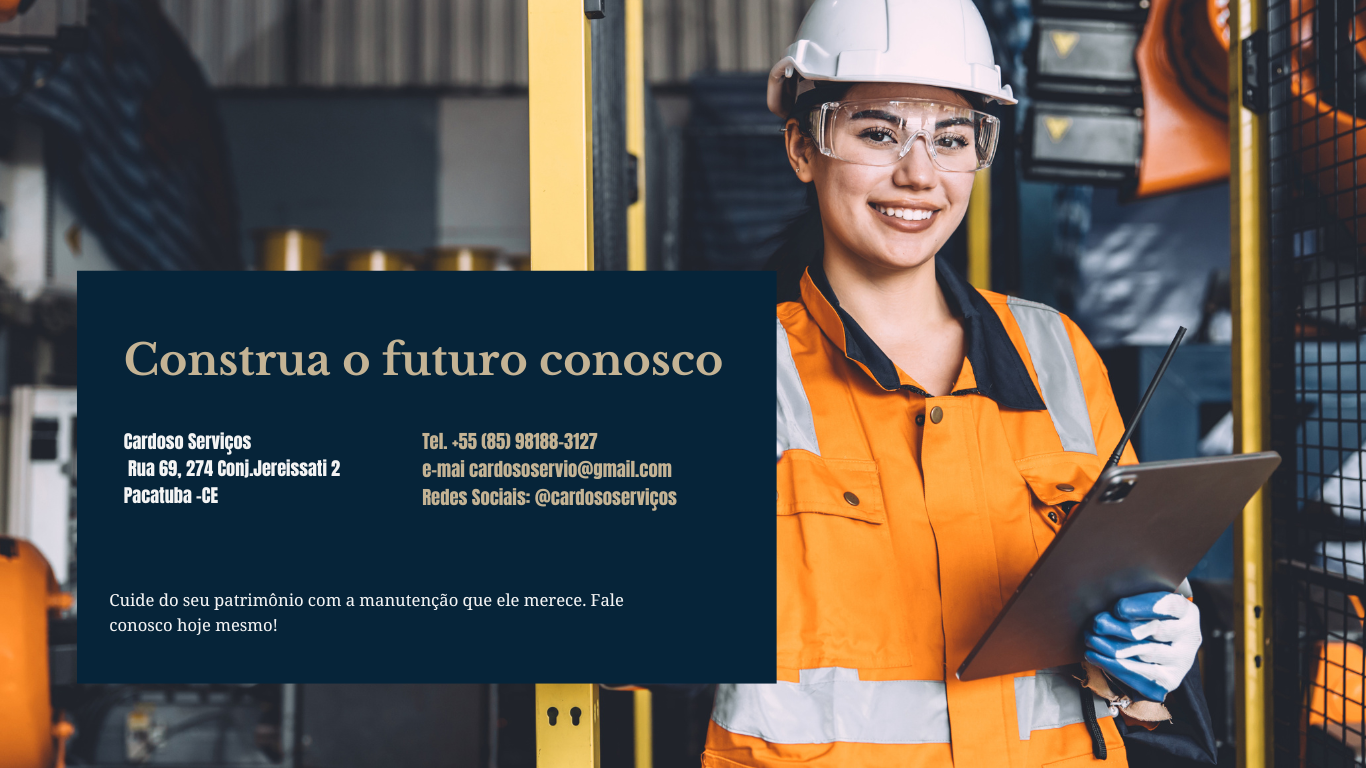 Construa o futuro conosco
Cardoso Serviços
Rua 69, 274 Conj.Jereissati 2
Pacatuba -CE
Tel. +55 (85) 98188-3127
e-mai cardososervio@gmail.com
Redes Sociais: @cardososerviços
Cuide do seu patrimônio com a manutenção que ele merece. Fale
conosco hoje mesmo!